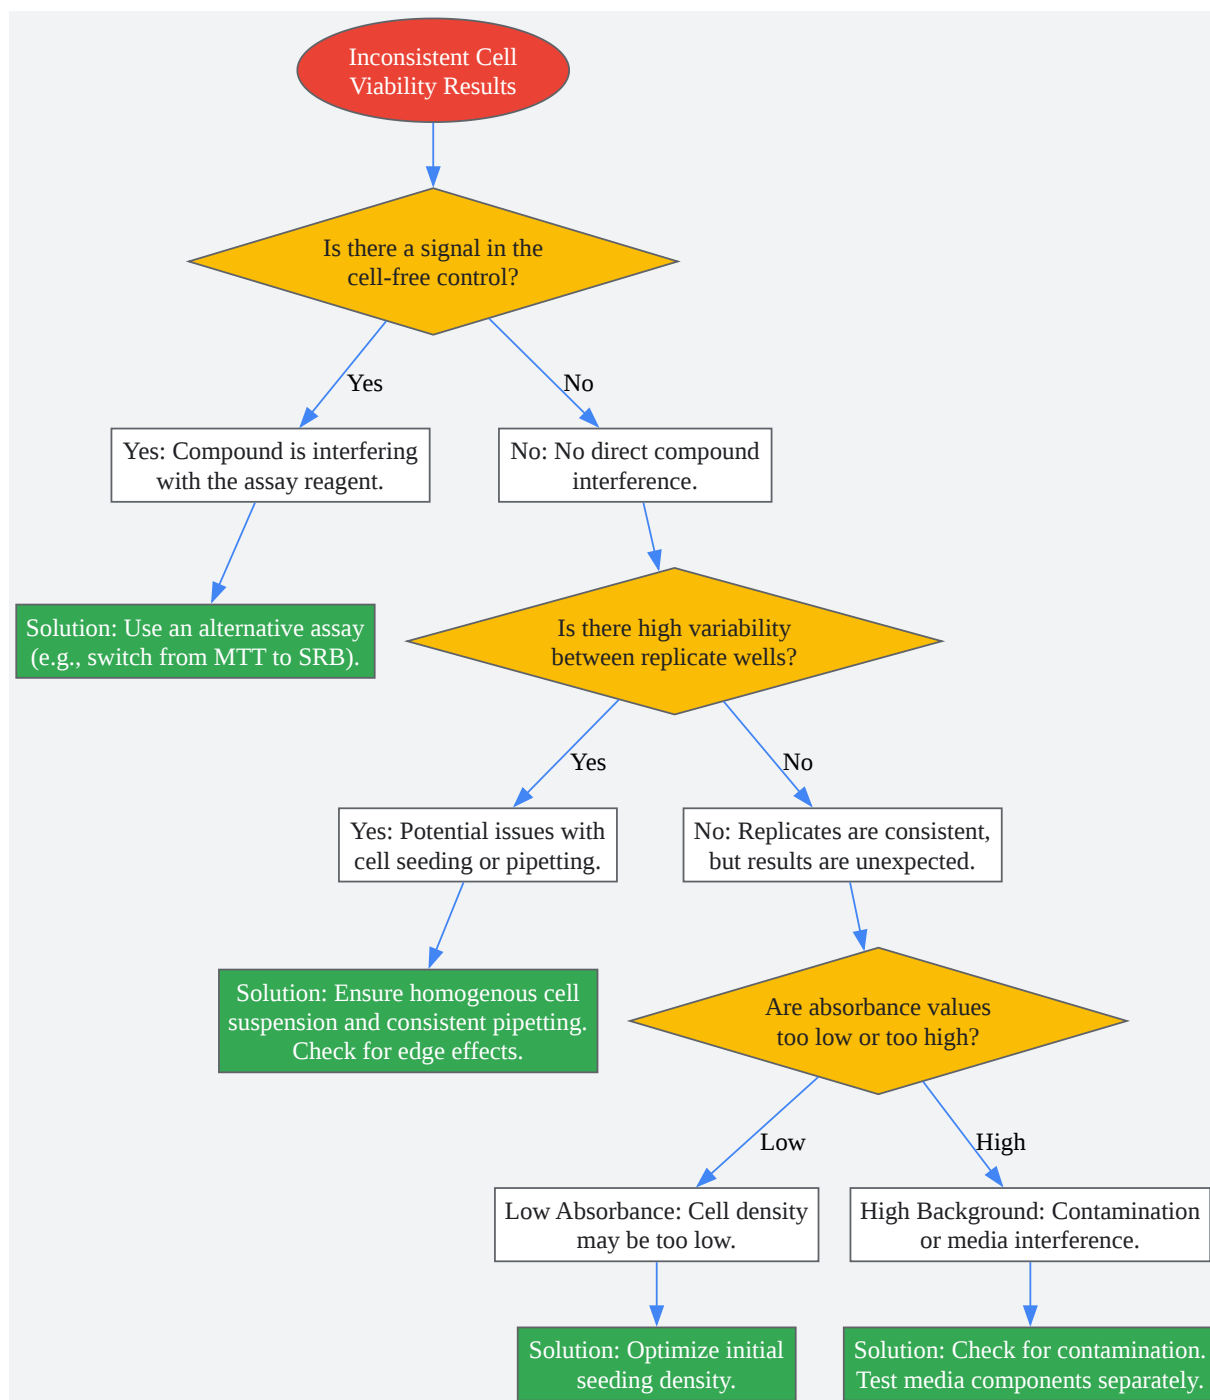 Inconsistent Cell
Viability Results
Is there a signal in the
cell-free control?
Yes
No
Yes: Compound is interfering
with the assay reagent.
No: No direct compound
interference.
Solution: Use an alternative assay
(e.g., switch from MTT to SRB).
Is there high variability
between replicate wells?
Yes
No
Yes: Potential issues with
cell seeding or pipetting.
No: Replicates are consistent,
but results are unexpected.
Solution: Ensure homogenous cell
suspension and consistent pipetting.
Check for edge effects.
Are absorbance values
too low or too high?
Low
High
Low Absorbance: Cell density
may be too low.
High Background: Contamination
or media interference.
Solution: Optimize initial
seeding density.
Solution: Check for contamination.
Test media components separately.